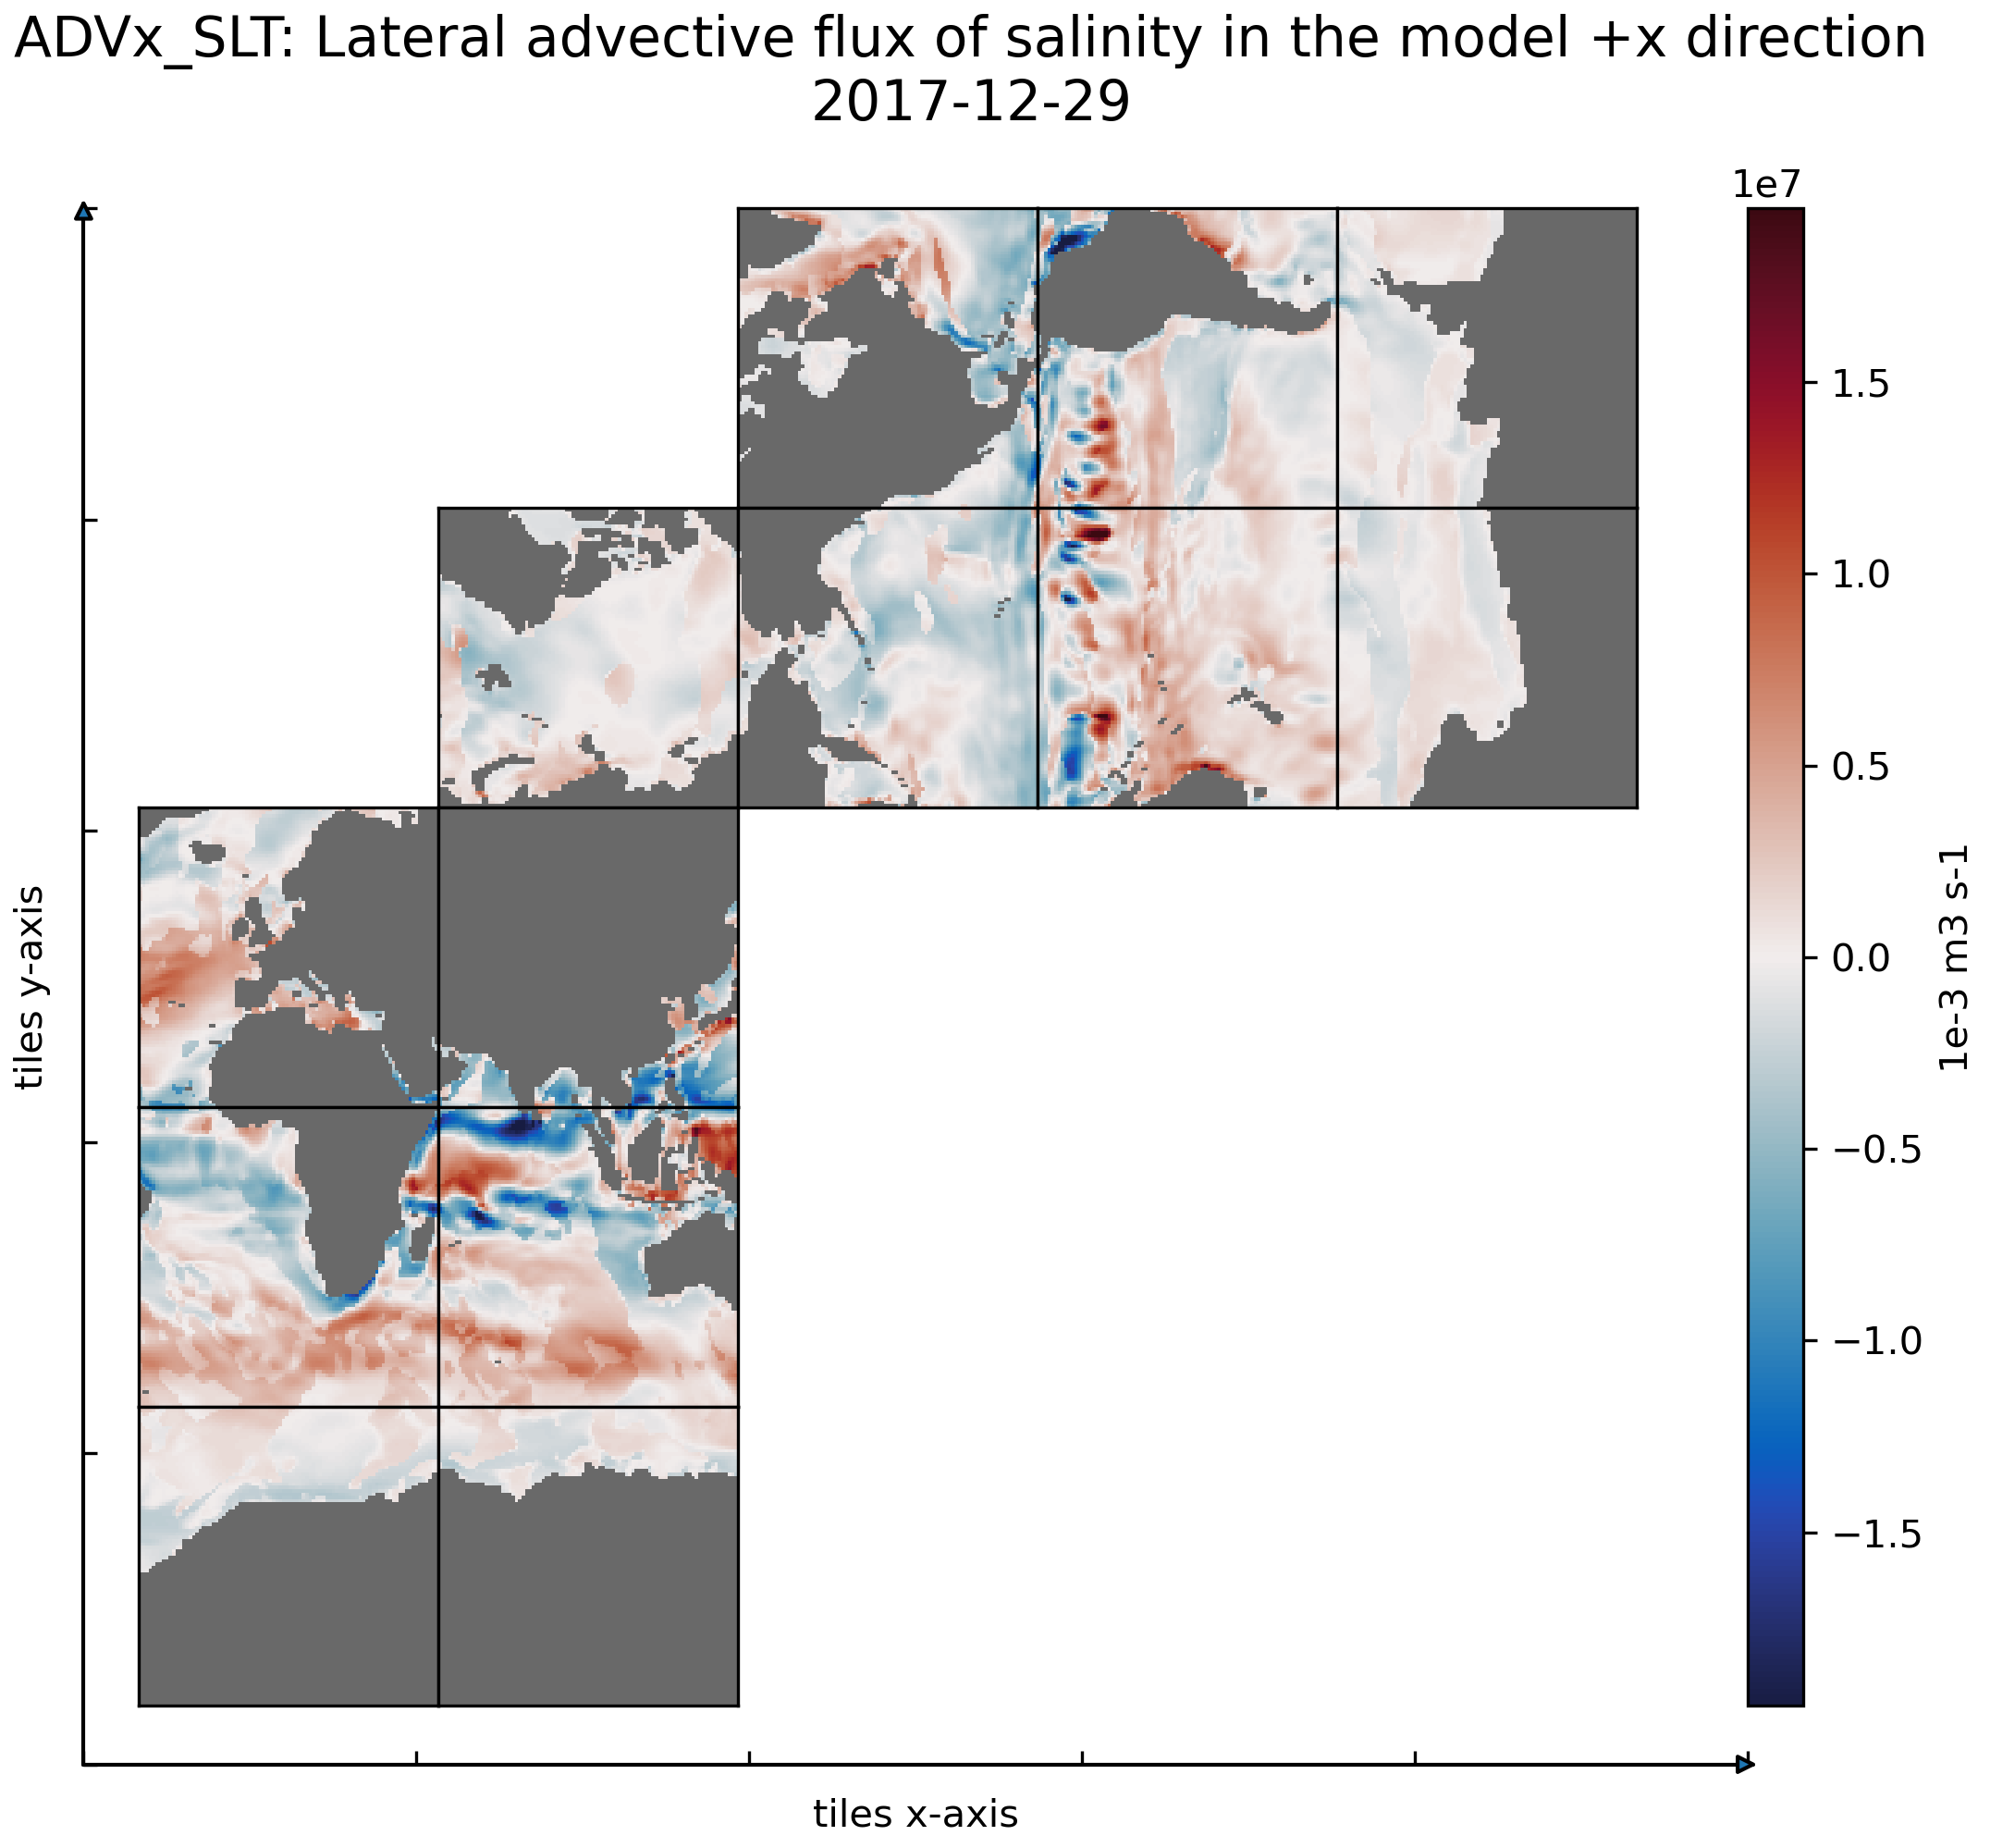 ADVx_SLT: Lateral advective flux of salinity in the model +x direction
2017-12-29
1e7
1.5
1.0
0.5
0.0
−0.5
−1.0
−1.5
1e-3 m3 s-1
tiles y-axis
tiles x-axis